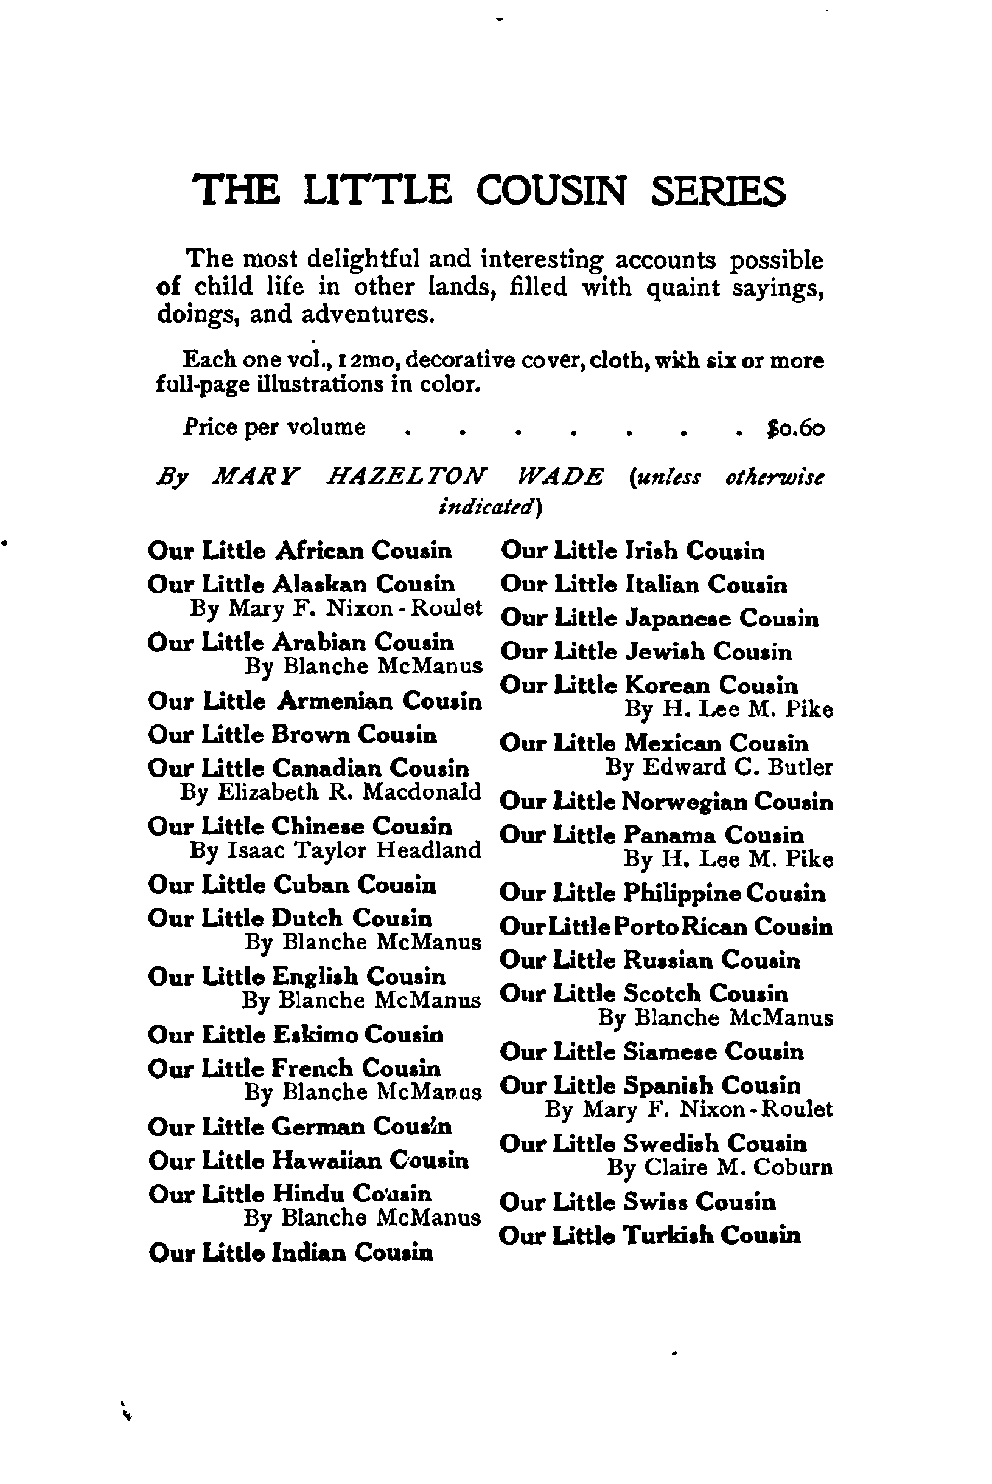 THE LITTLE COUSIN SERIES
The most delightful and interesting accounts possible
of child life in other lands, filled with quaint sayings,
doings, and adventures.
Each one vol., 12mo, decorative cover, cloth, with six or more
full-page illustrations in color.
Price per volume . . . . . . . $0.60
By MARY HAZELTON WADE (unless otherwise
indicated)
Our Little African Cousin
Our Little Alaskan Cousin
By Mary F. Nixon-Roulet
Our Little Arabian Cousin
By Blanche McManus
Our Little Armenian Cousin
Our Little Brown Cousin
Our Little Canadian Cousin
By Elizabeth R. Macdonald
Our Little Chinese Cousin
By Isaac Taylor Headland
Our Little Cuban Cousin
Our Little Dutch Cousin
By Blanche McManus
Our Little English Cousin
By Blanche McManus
Our Little Eskimo Cousin
Our Little French Cousin
By Blanche McManus
Our Little German Cousin
Our Little Hawaiian Cousin
Our Little Hindu Cousin
By Blanche McManus
Our Little Indian Cousin
Our Little Irish Cousin
Our Little Italian Cousin
Our Little Japanese Cousin
Our Little Jewish Cousin
Our Little Korean Cousin
By H. Lee M. Pike
Our Little Mexican Cousin
By Edward C. Butler
Our Little Norwegian Cousin
Our Little Panama Cousin
By H. Lee M. Pike
Our Little Philippine Cousin
Our Little Porto Rican Cousin
Our Little Russian Cousin
Our Little Scotch Cousin
By Blanche McManus
Our Little Siamese Cousin
Our Little Spanish Cousin
By Mary F. Nixon-Roulet
Our Little Swedish Cousin
By Claire M. Coburn
Our Little Swiss Cousin
Our Little Turkish Cousin